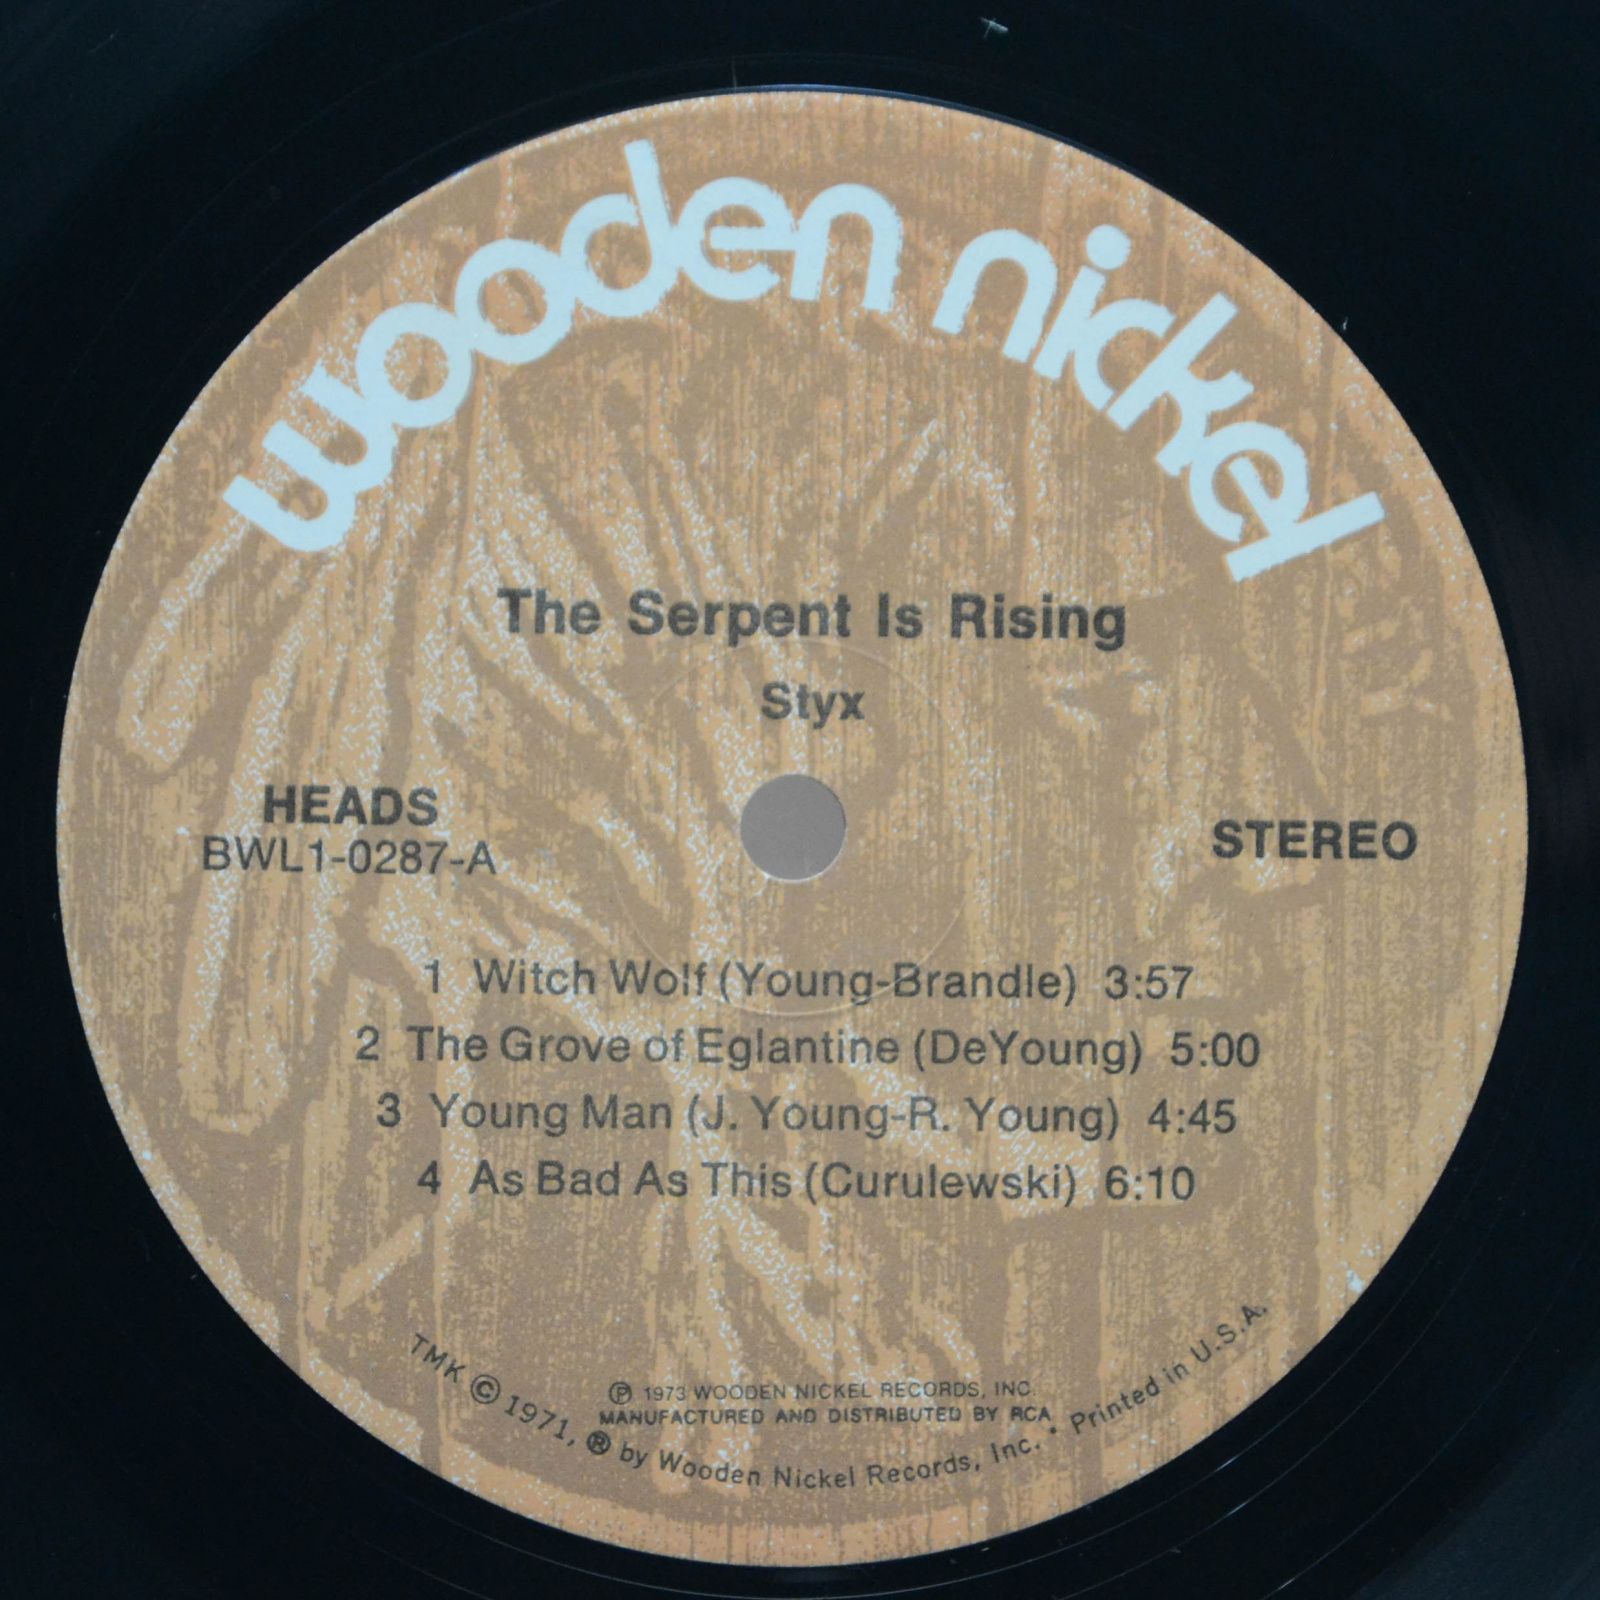 wooden nickel
The Serpent Is Rising
Styx
HEADS
BWL1-0287-A
STEREO
1 Witch Wolf (Young-Brandle) 3:57
2 The Grove of Eglantine (DeYoung) 5:00
3 Young Man (J. Young-R. Young) 4:45
4 As Bad As This (Curulewski) 6:10
℗ 1973 WOODEN NICKEL RECORDS, INC.
MANUFACTURED AND DISTRIBUTED BY RCA
TMK © 1971, ® by Wooden Nickel Records, Inc. • Printed in U.S.A.